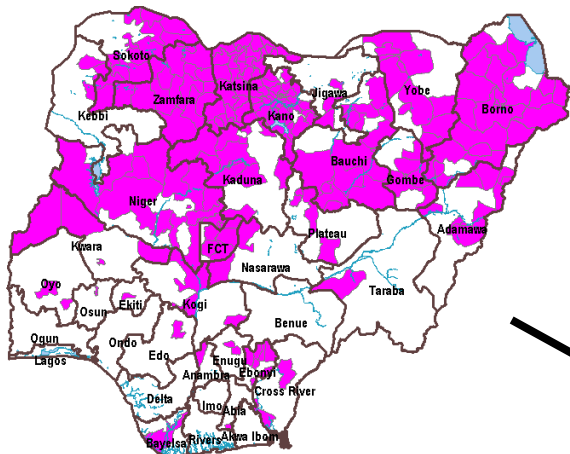 Sokoto
Katsina
Jigawa
Yobe
Zamfara
Borno
Kebbi
Kano
Bauchi
Kaduna
Gombe
Niger
Adamawa
Plateau
Kwara
FCT
Nasarawa
Taraba
Oyo
Ekiti
Kogi
Osun
Benue
Ogun
Ondo
Edo
Enugu
Lagos
Anambra
Ebonyi
Cross River
Delta
Imo
Abia
Bayelsa
Rivers
Akwa Ibom